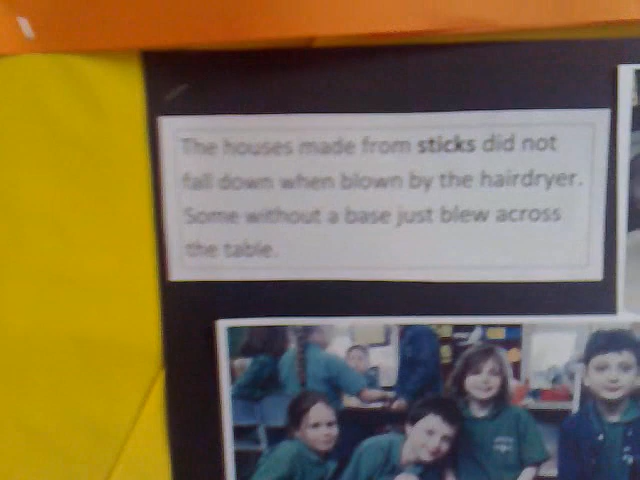 The houses made from sticks did not
fall down when blown by the hairdryer.
Some without a base just blew across
the table.